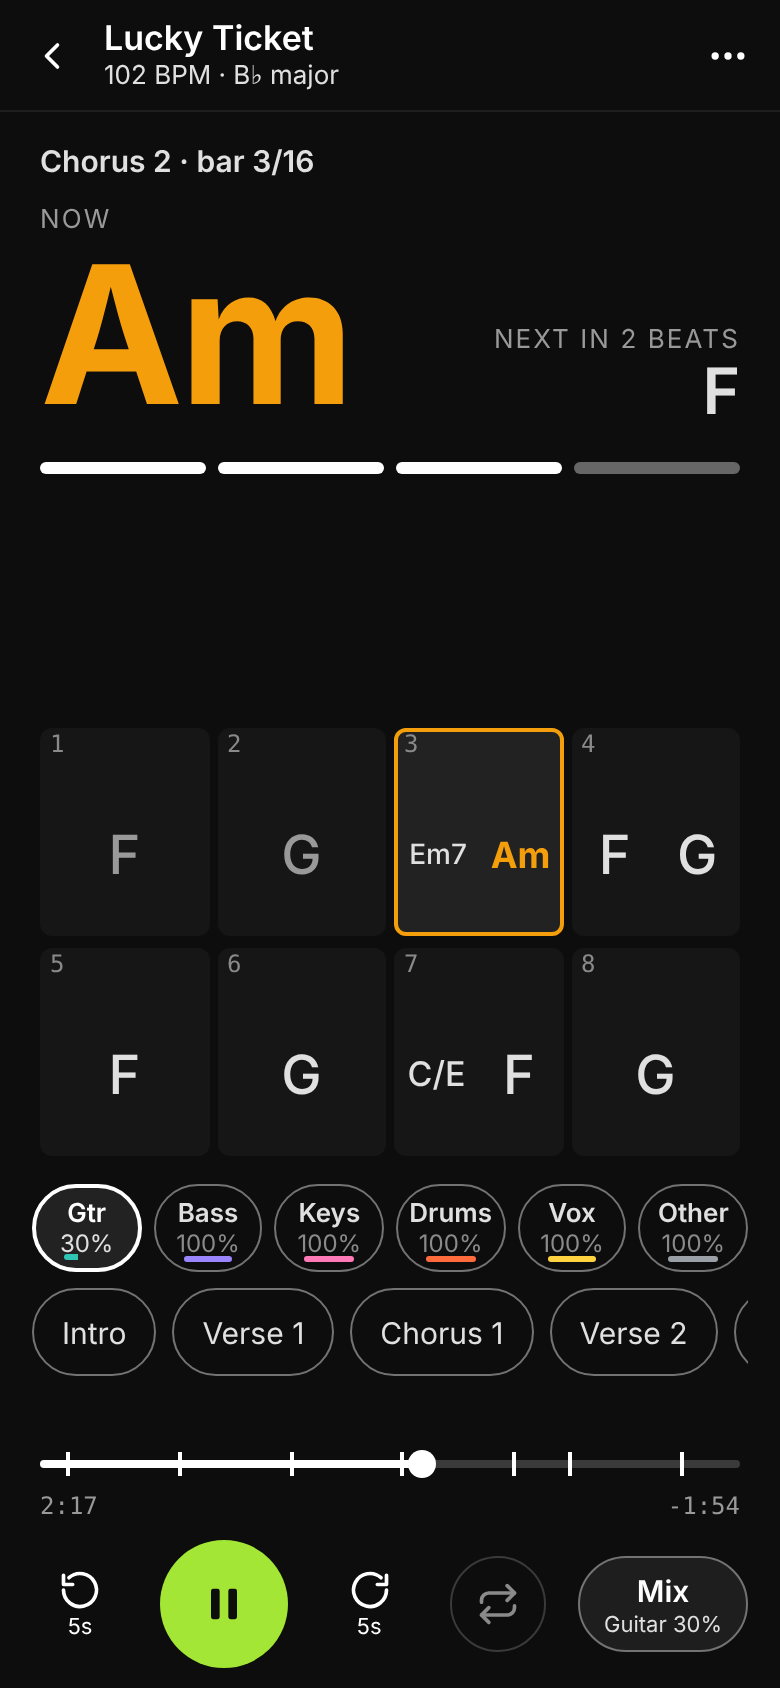 Lucky Ticket
102 BPM · B♭ major
Chorus 2 · bar 3/16
NOW
Am
NEXT IN 2 BEATS
F
1
2
3
4
F
G
Em7 Am
F G
5
6
7
8
F
G
C/E F
G
Gtr
30%
Bass
100%
Keys
100%
Drums
100%
Vox
100%
Other
100%
Intro
Verse 1
Chorus 1
Verse 2
2:17
-1:54
5s
5s
Mix
Guitar 30%